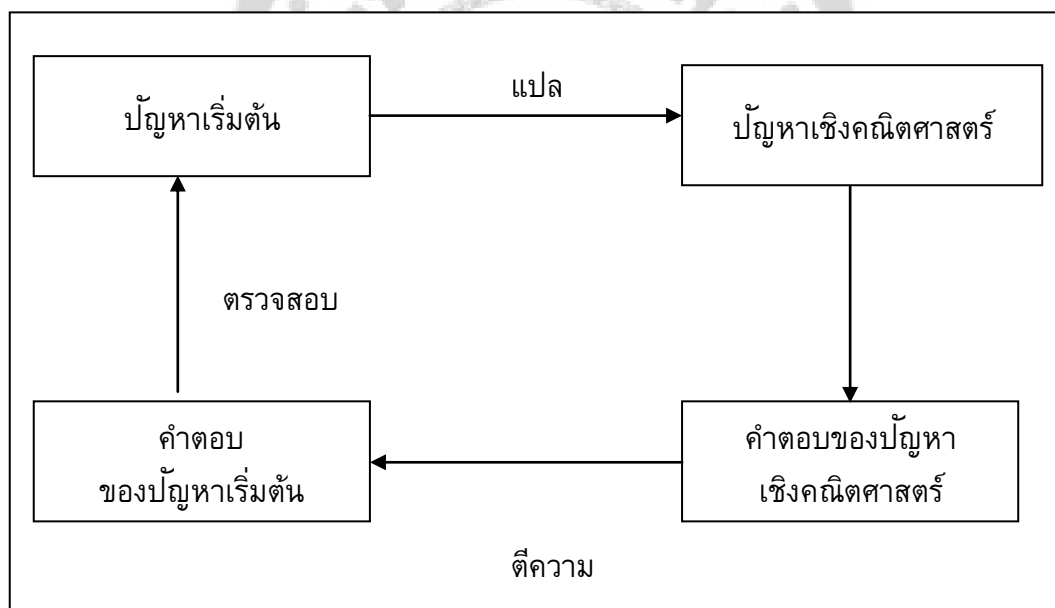 แปล
ปัญหาเริ่มต้น
ปัญหาเชิงคณิตศาสตร์
ตรวจสอบ
คำตอบ
ของปัญหาเริ่มต้น
คำตอบของปัญหา
เชิงคณิตศาสตร์
ตีความ